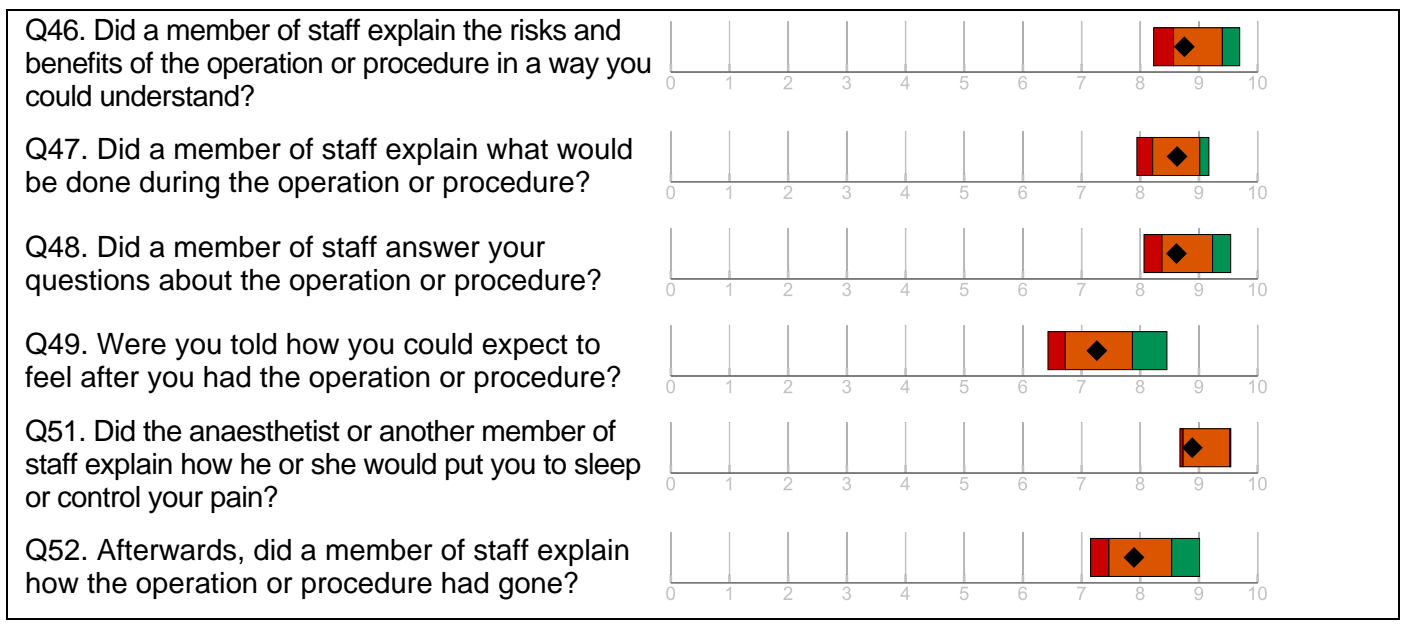 Q46. Did a member of staff explain the risks and
benefits of the operation or procedure in a way you
could understand?
0 1 2 3 4 5 6 7 8 9 10
Q47. Did a member of staff explain what would
be done during the operation or procedure?
0 1 2 3 4 5 6 7 8 9 10
Q48. Did a member of staff answer your
questions about the operation or procedure?
0 1 2 3 4 5 6 7 8 9 10
Q49. Were you told how you could expect to
feel after you had the operation or procedure?
0 1 2 3 4 5 6 7 8 9 10
Q51. Did the anaesthetist or another member of
staff explain how he or she would put you to sleep
or control your pain?
0 1 2 3 4 5 6 7 8 9 10
Q52. Afterwards, did a member of staff explain
how the operation or procedure had gone?
0 1 2 3 4 5 6 7 8 9 10